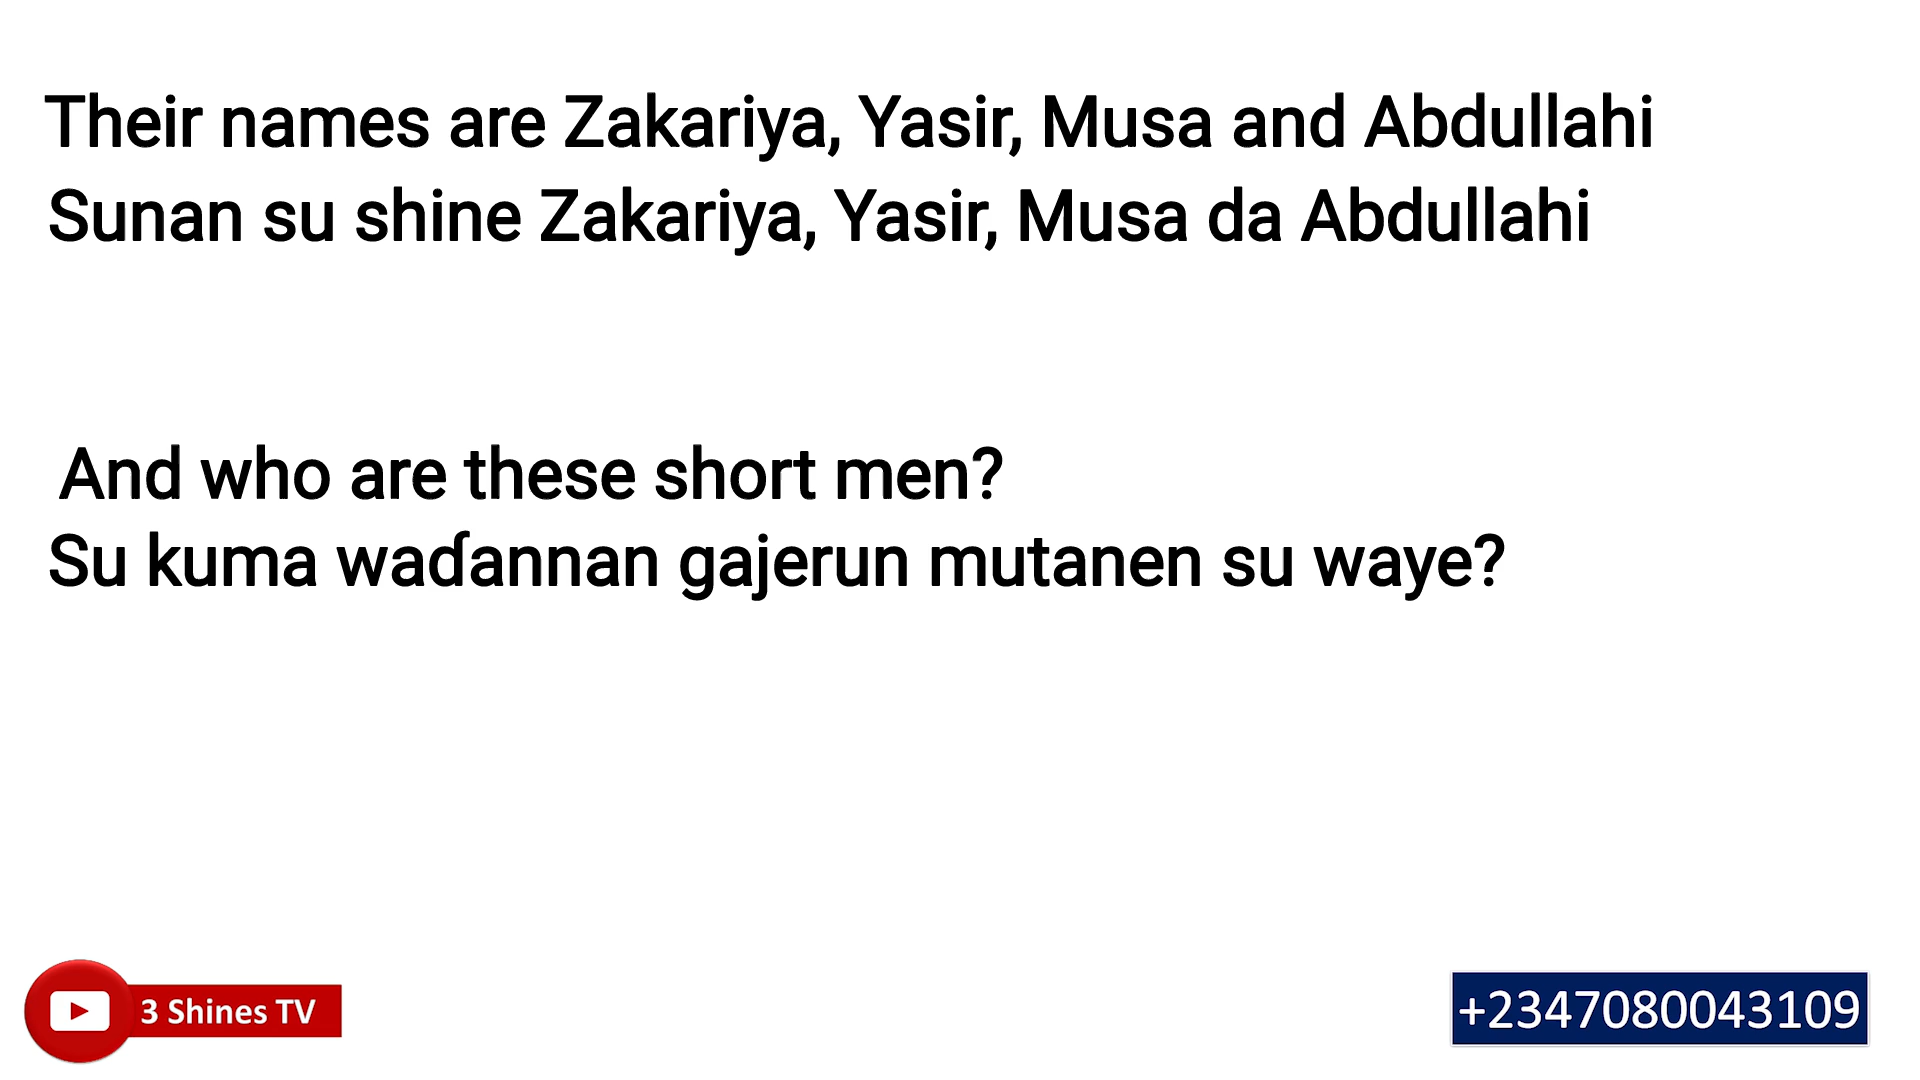 Their names are Zakariya, Yasir, Musa and Abdullahi
Sunan su shine Zakariya, Yasir, Musa da Abdullahi
And who are these short men?
Su kuma waɗannan gajerun mutanen su waye?
3 Shines TV
+2347080043109